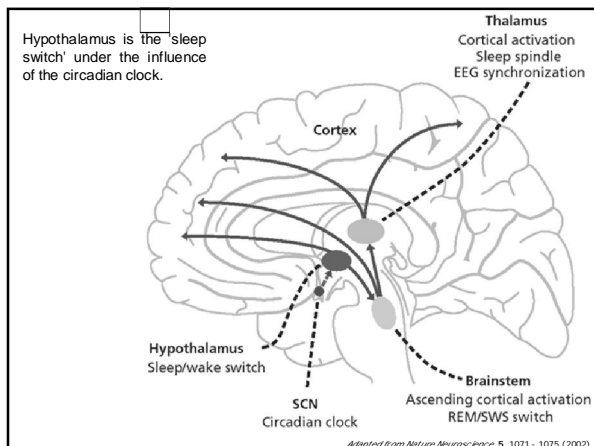 Hypothalamus is the 'sleep
switch' under the influence
of the circadian clock.
Thalamus
Cortical activation
Sleep spindle
EEG synchronization
Cortex
Hypothalamus
Sleep/wake switch
SCN
Circadian clock
Brainstem
Ascending cortical activation
REM/SWS switch
Adapted from Nature Neuroscience 5, 1071 - 1075 (2002)